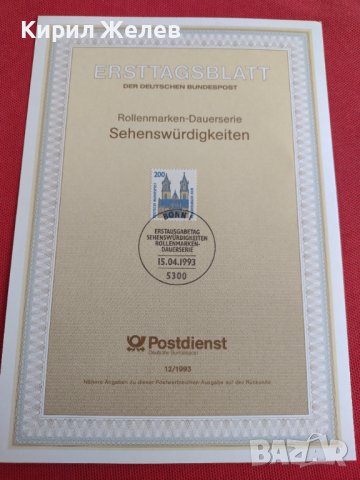 Кирил Желев
ERSTTAGSBLATT
DER DEUTSCHEN BUNDESPOST
Rollenmarken-Dauerserie
Sehenswürdigkeiten
200
BONN 1
ERSTAUSGABETAG
SEHENSWÜRDIGKEITEN
ROLLENMARKEN-
DAUERSERIE
15.04.1993
5300
Postdienst
Deutsche Bundespost
12/1993
Nähere Angaben zu dieser Postwertzeichen-Ausgabe auf der Rückseite.
BAZAR